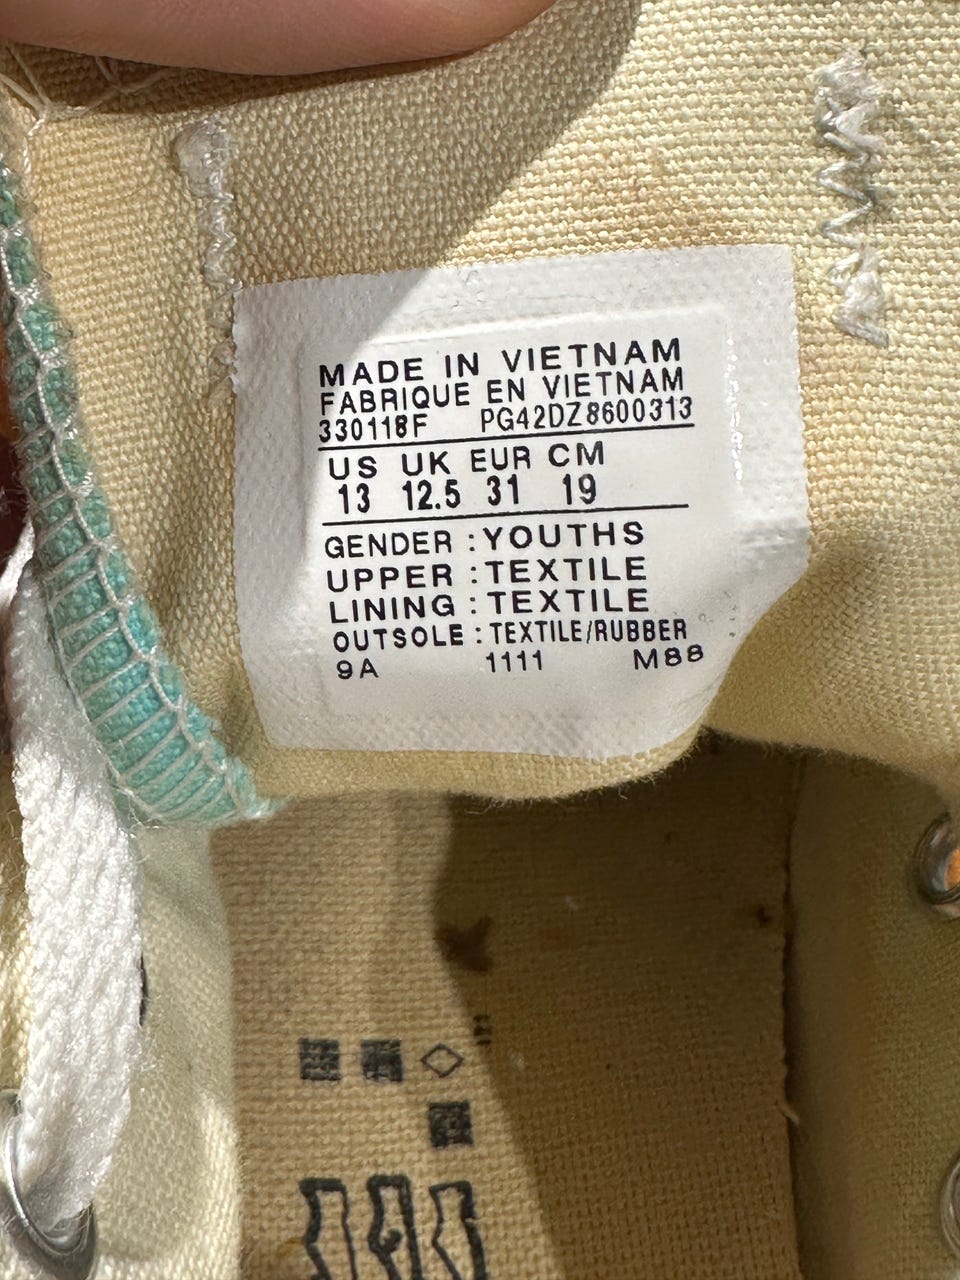 MADE IN VIETNAM
FABRIQUE EN VIETNAM
330118F PG42DZ8600313
US UK EUR CM
13 12.5 31 19
GENDER : YOUTHS
UPPER : TEXTILE
LINING : TEXTILE
OUTSOLE : TEXTILE/RUBBER
9A 1111 M88